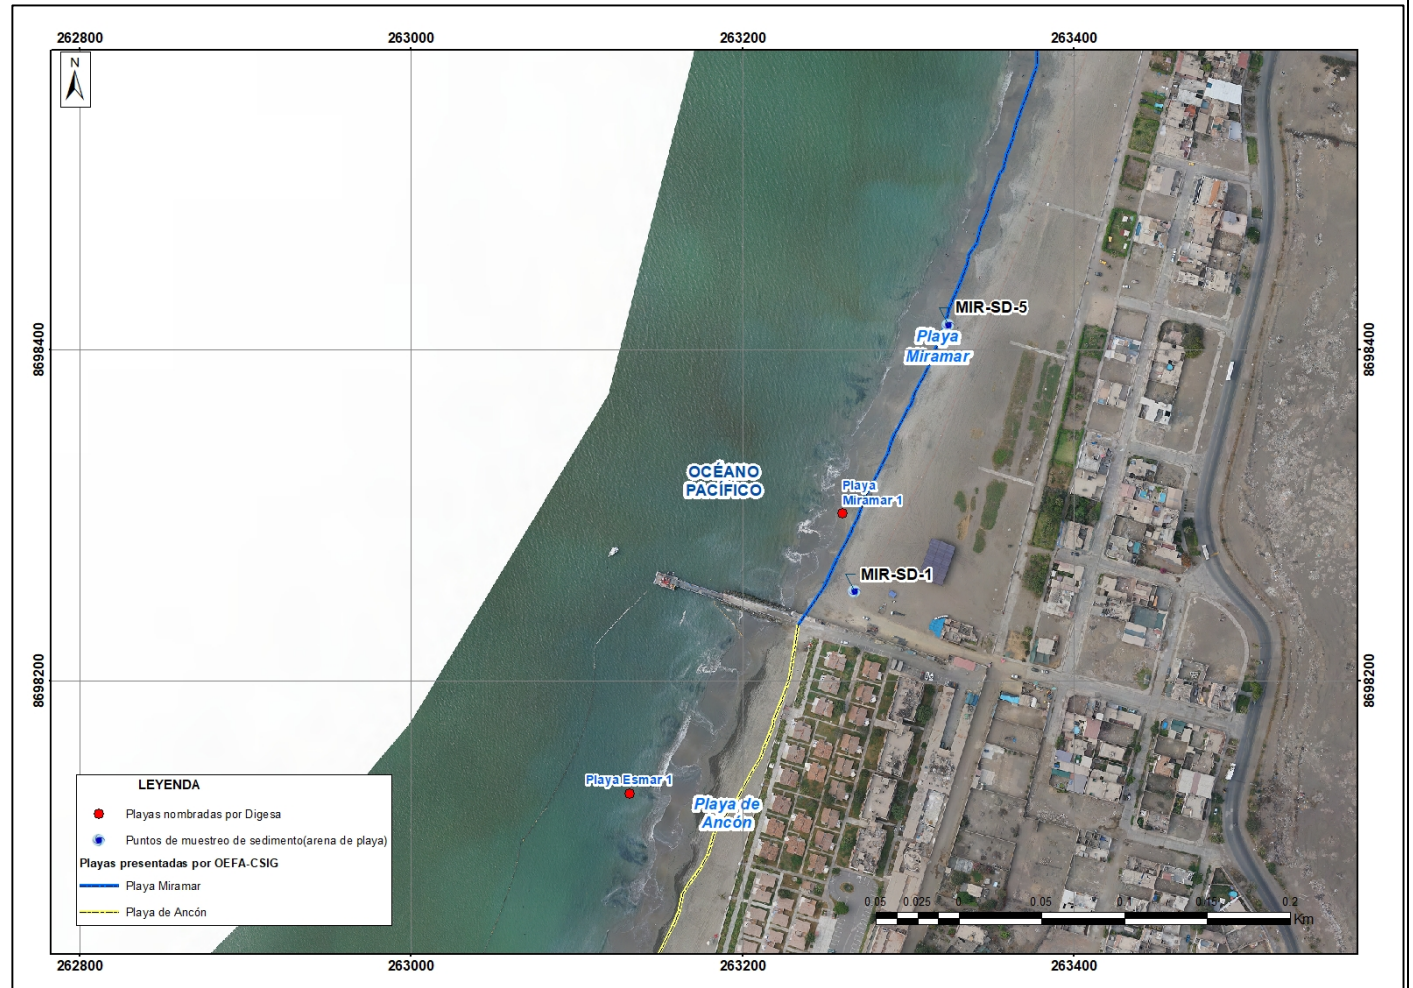 262800
263000
263200
263400
N
MIR-SD-5
Playa
Miramar
8698400
8698400
OCÉANO
PACÍFICO
Playa
Miramar 1
MIR-SD-1
8698200
8698200
Playa Esmar 1
Playa de
Ancón
LEYENDA
Playas nombradas por Digesa
Puntos de muestreo de sedimento(arena de playa)
Playas presentadas por OEFA-CSIG
Playa Miramar
Playa de Ancón
0.05 0.025 0 0.05 0.1 0.15 0.2
Km
262800
263000
263200
263400